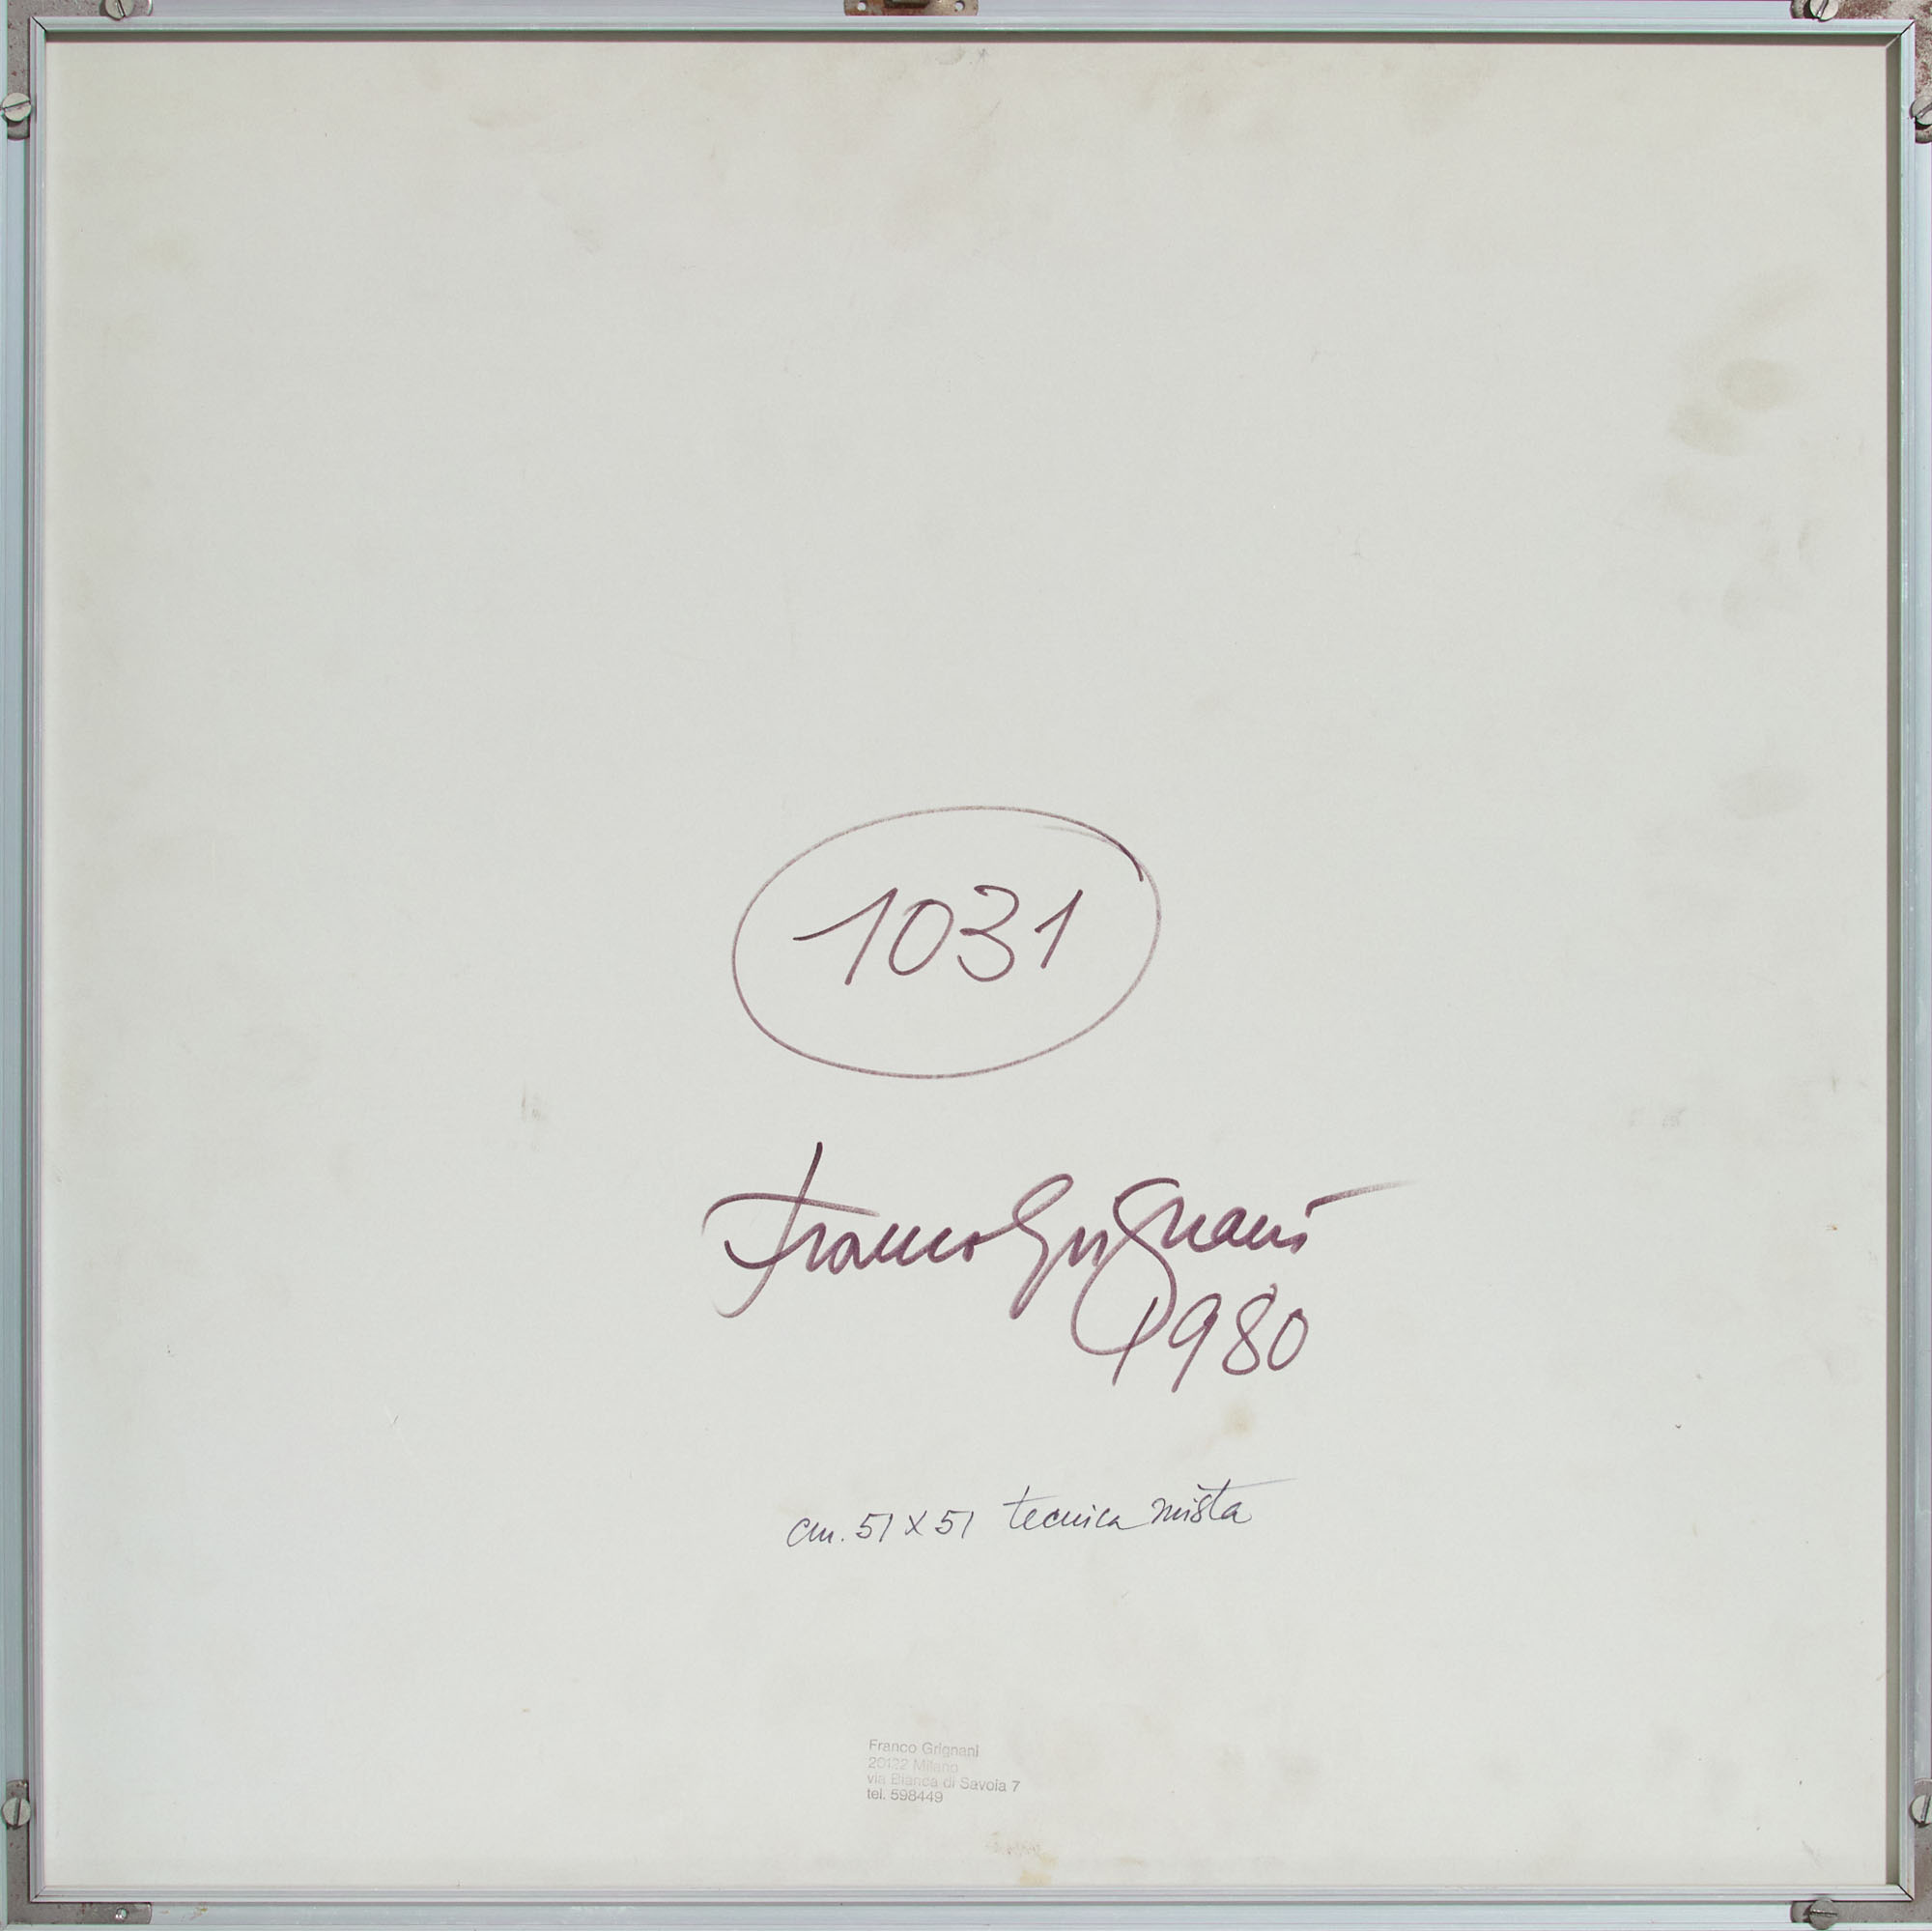 1031
Franco Grignani
1980
cm. 51 x 51 tecnica mista
Franco Grignani
20122 Milano
via Bianca di Savoia 7
tel. 598449